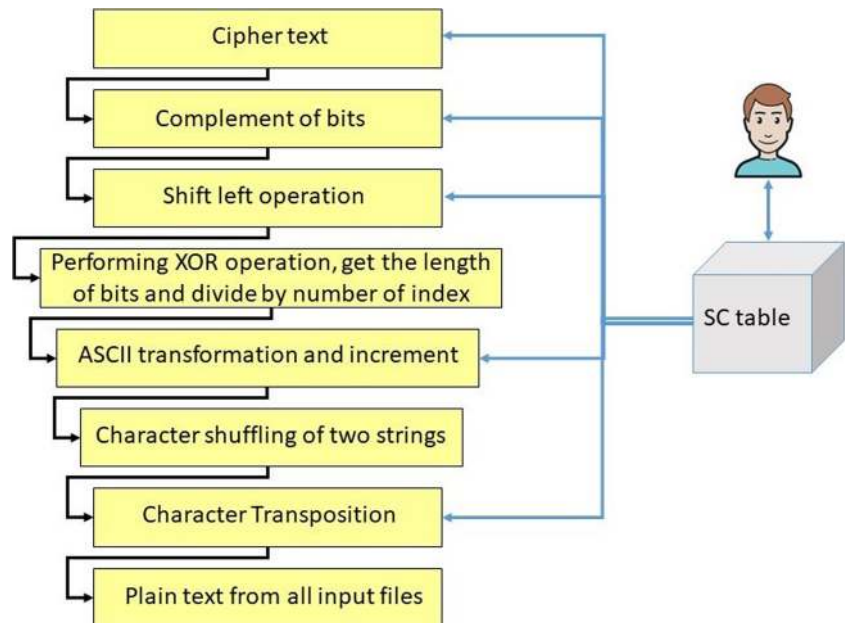 Cipher text
Complement of bits
Shift left operation
Performing XOR operation, get the length
of bits and divide by number of index
SC table
ASCII transformation and increment
Character shuffling of two strings
Character Transposition
Plain text from all input files